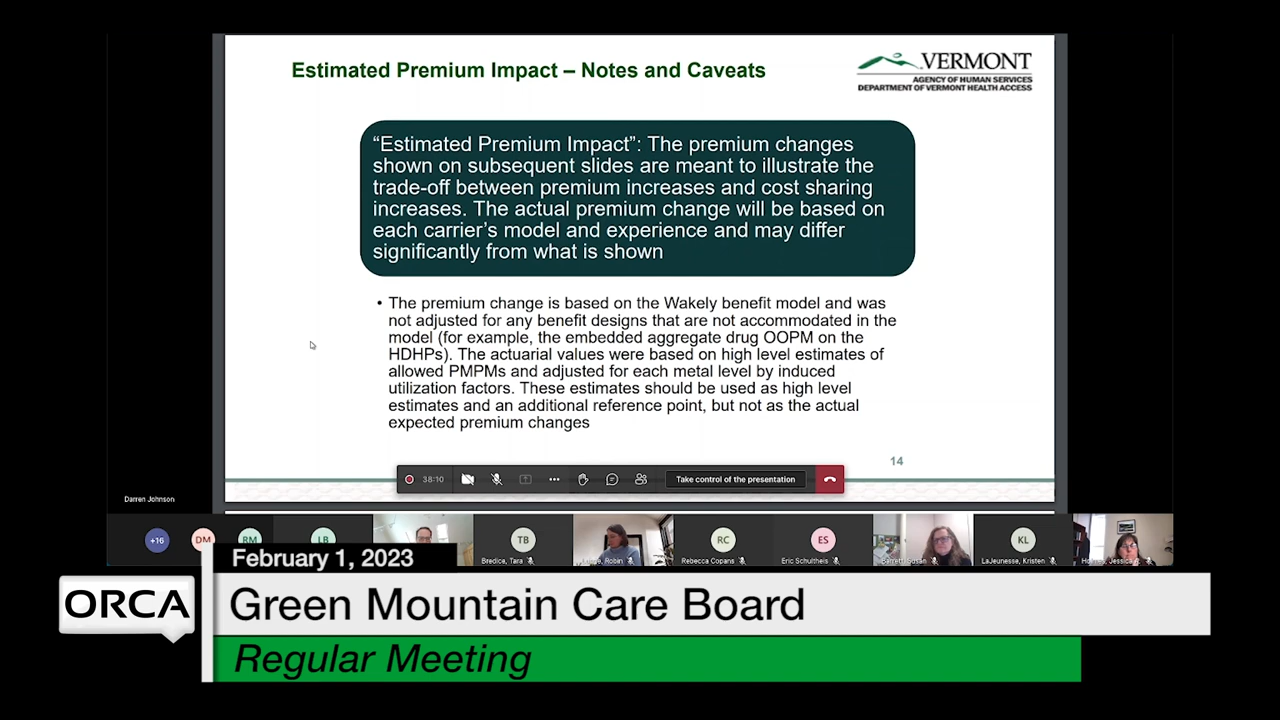 Estimated Premium Impact – Notes and Caveats
VERMONT
AGENCY OF HUMAN SERVICES
DEPARTMENT OF VERMONT HEALTH ACCESS
“Estimated Premium Impact”: The premium changes
shown on subsequent slides are meant to illustrate the
trade-off between premium increases and cost sharing
increases. The actual premium change will be based on
each carrier’s model and experience and may differ
significantly from what is shown
• The premium change is based on the Wakely benefit model and was
not adjusted for any benefit designs that are not accommodated in the
model (for example, the embedded aggregate drug OOPM on the
HDHPs). The actuarial values were based on high level estimates of
allowed PMPMs and adjusted for each metal level by induced
utilization factors. These estimates should be used as high level
estimates and an additional reference point, but not as the actual
expected premium changes
14
38:10
Take control of the presentation
Darren Johnson
+16
DM
RM
LB
TB
RC
ES
KL
Bredice, Tara
Robin
Rebecca Copans
Eric Schultheis
Susan
LaJeunesse, Kristen
Jessica
February 1, 2023
ORCA
Green Mountain Care Board
Regular Meeting